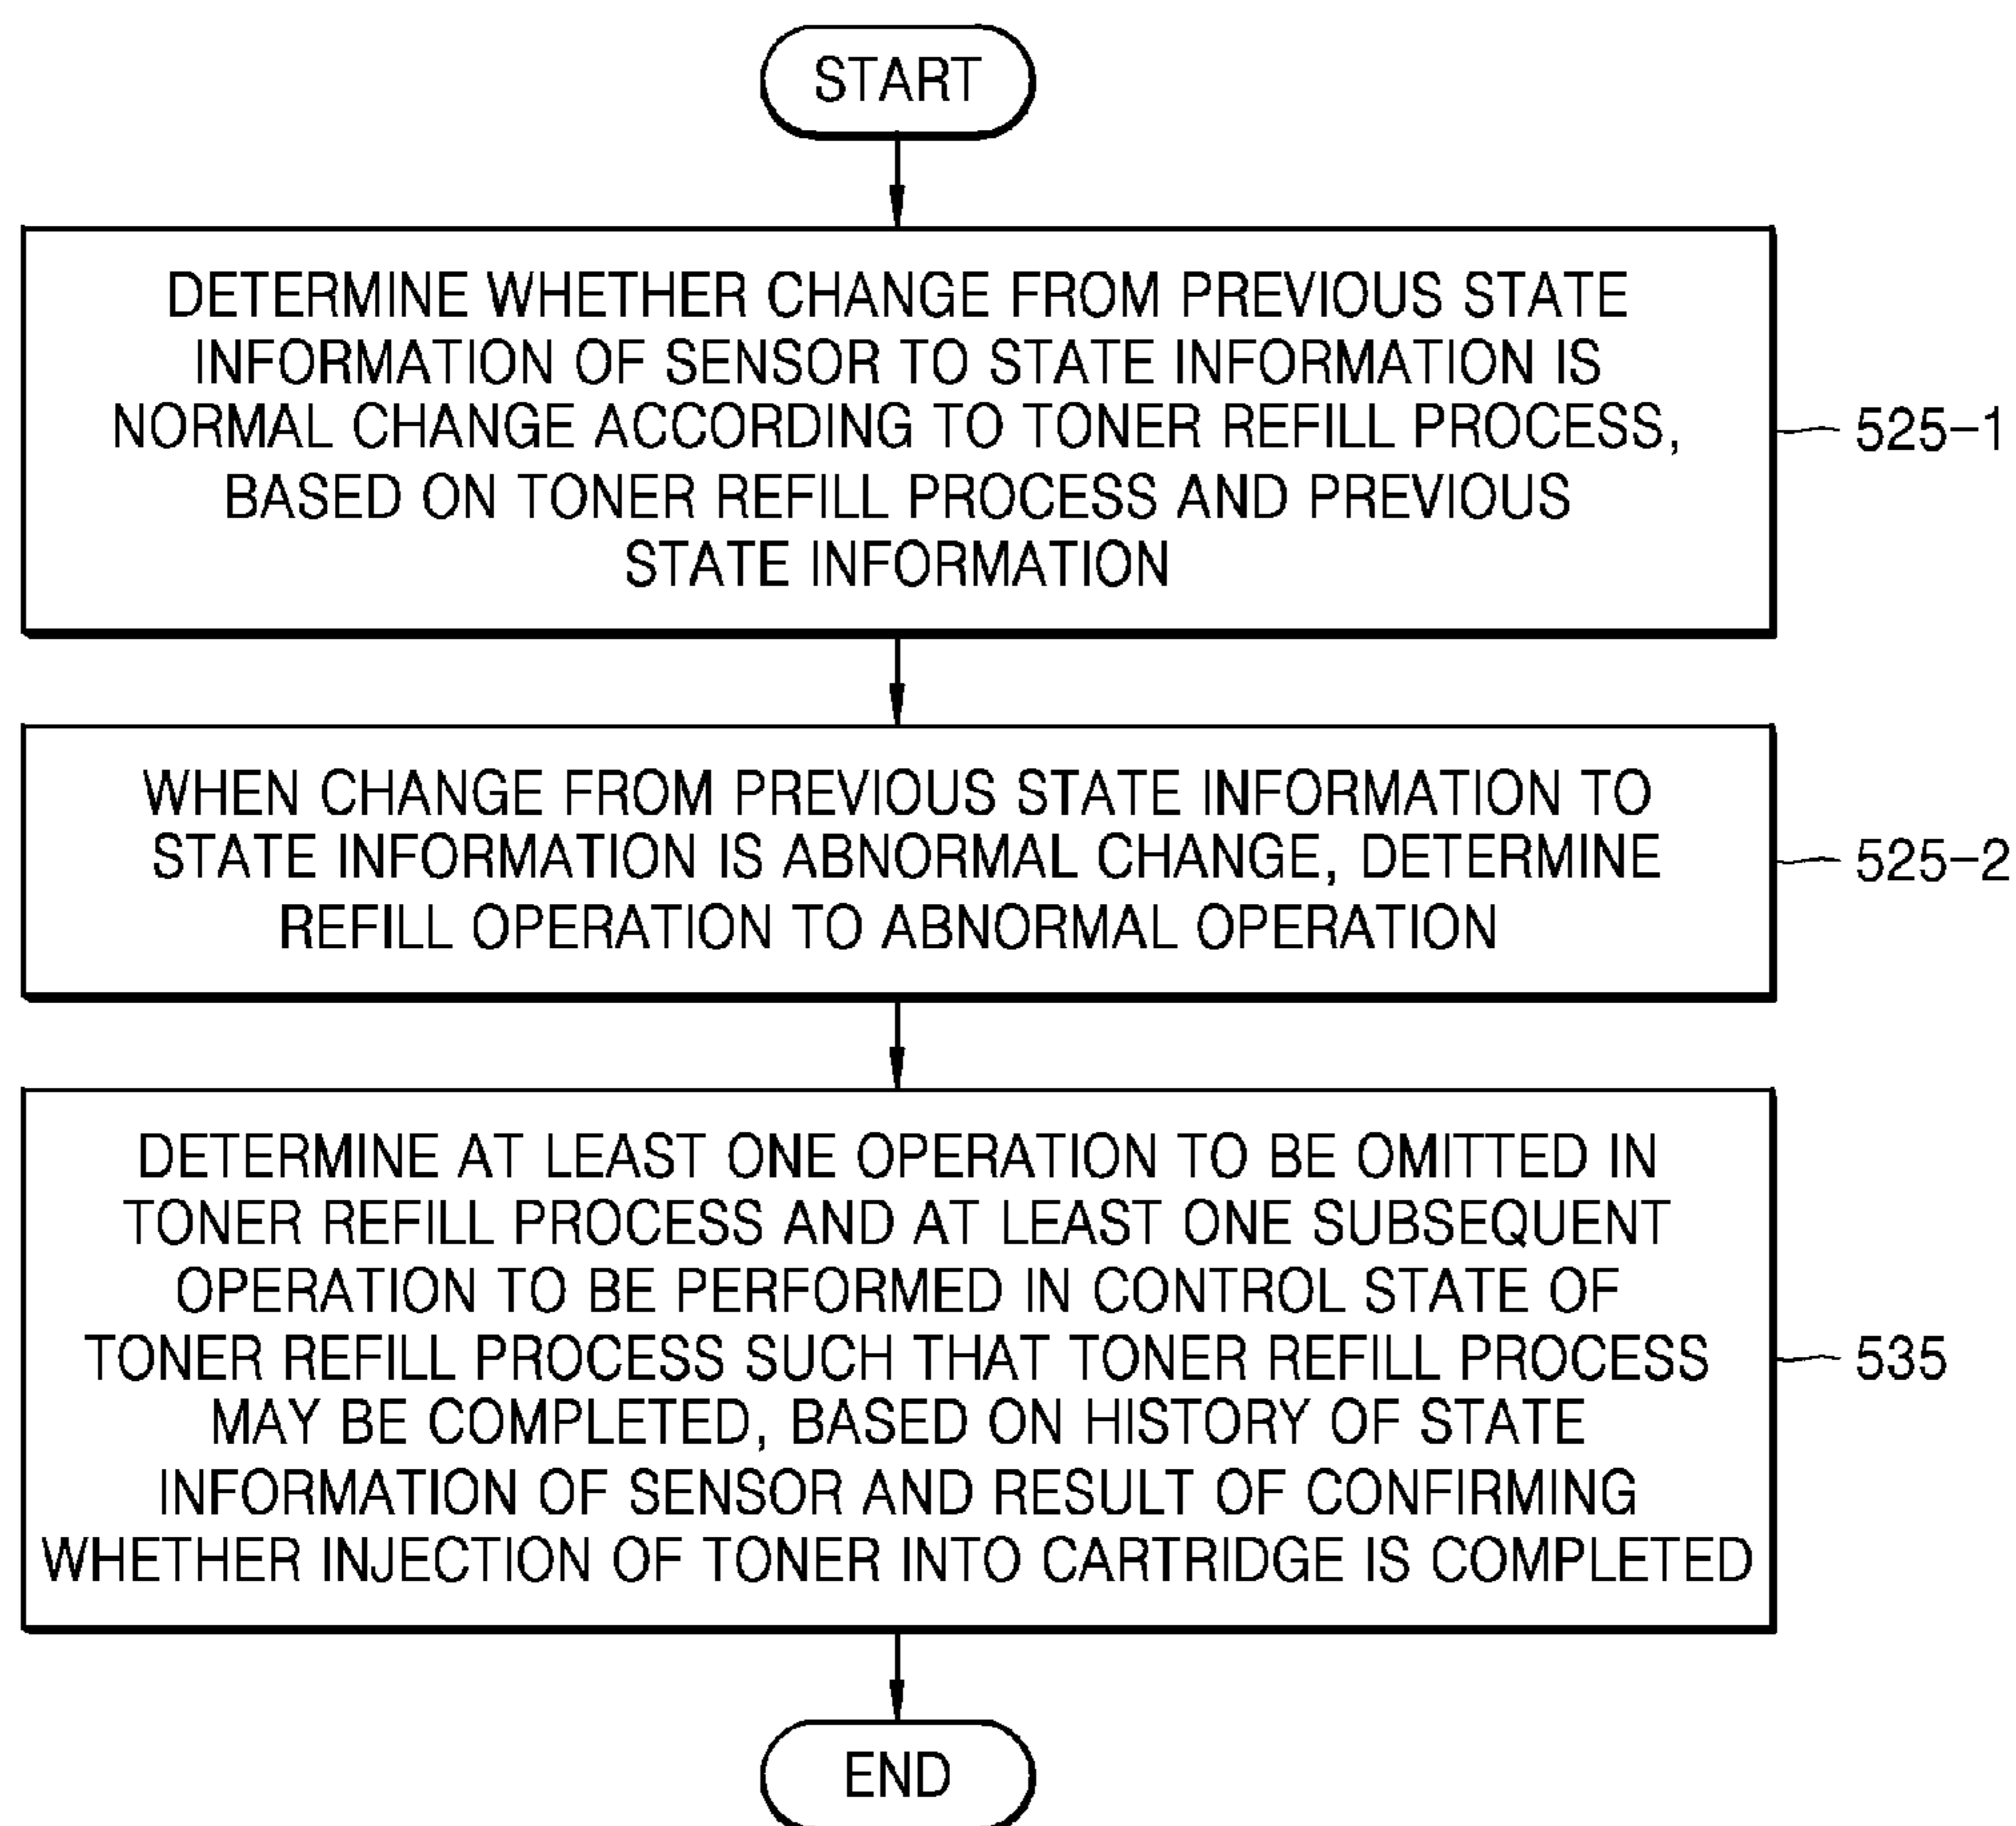 START
DETERMINE WHETHER CHANGE FROM PREVIOUS STATE
INFORMATION OF SENSOR TO STATE INFORMATION IS
NORMAL CHANGE ACCORDING TO TONER REFILL PROCESS,
BASED ON TONER REFILL PROCESS AND PREVIOUS
STATE INFORMATION
525-1
WHEN CHANGE FROM PREVIOUS STATE INFORMATION TO
STATE INFORMATION IS ABNORMAL CHANGE, DETERMINE
REFILL OPERATION TO ABNORMAL OPERATION
525-2
DETERMINE AT LEAST ONE OPERATION TO BE OMITTED IN
TONER REFILL PROCESS AND AT LEAST ONE SUBSEQUENT
OPERATION TO BE PERFORMED IN CONTROL STATE OF
TONER REFILL PROCESS SUCH THAT TONER REFILL PROCESS
MAY BE COMPLETED, BASED ON HISTORY OF STATE
INFORMATION OF SENSOR AND RESULT OF CONFIRMING
WHETHER INJECTION OF TONER INTO CARTRIDGE IS COMPLETED
535
END